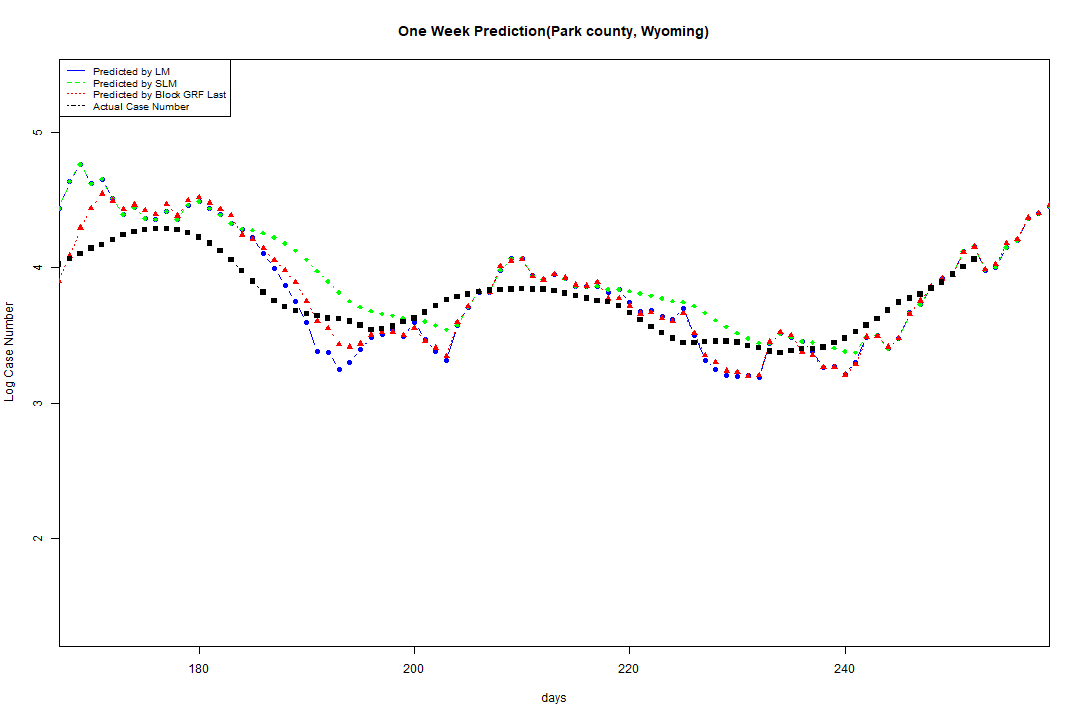 One Week Prediction(Park county, Wyoming)
Predicted by LM
Predicted by SLM
Predicted by Block GRF Last
Actual Case Number
5
4
3
2
Log Case Number
180 200 220 240
days